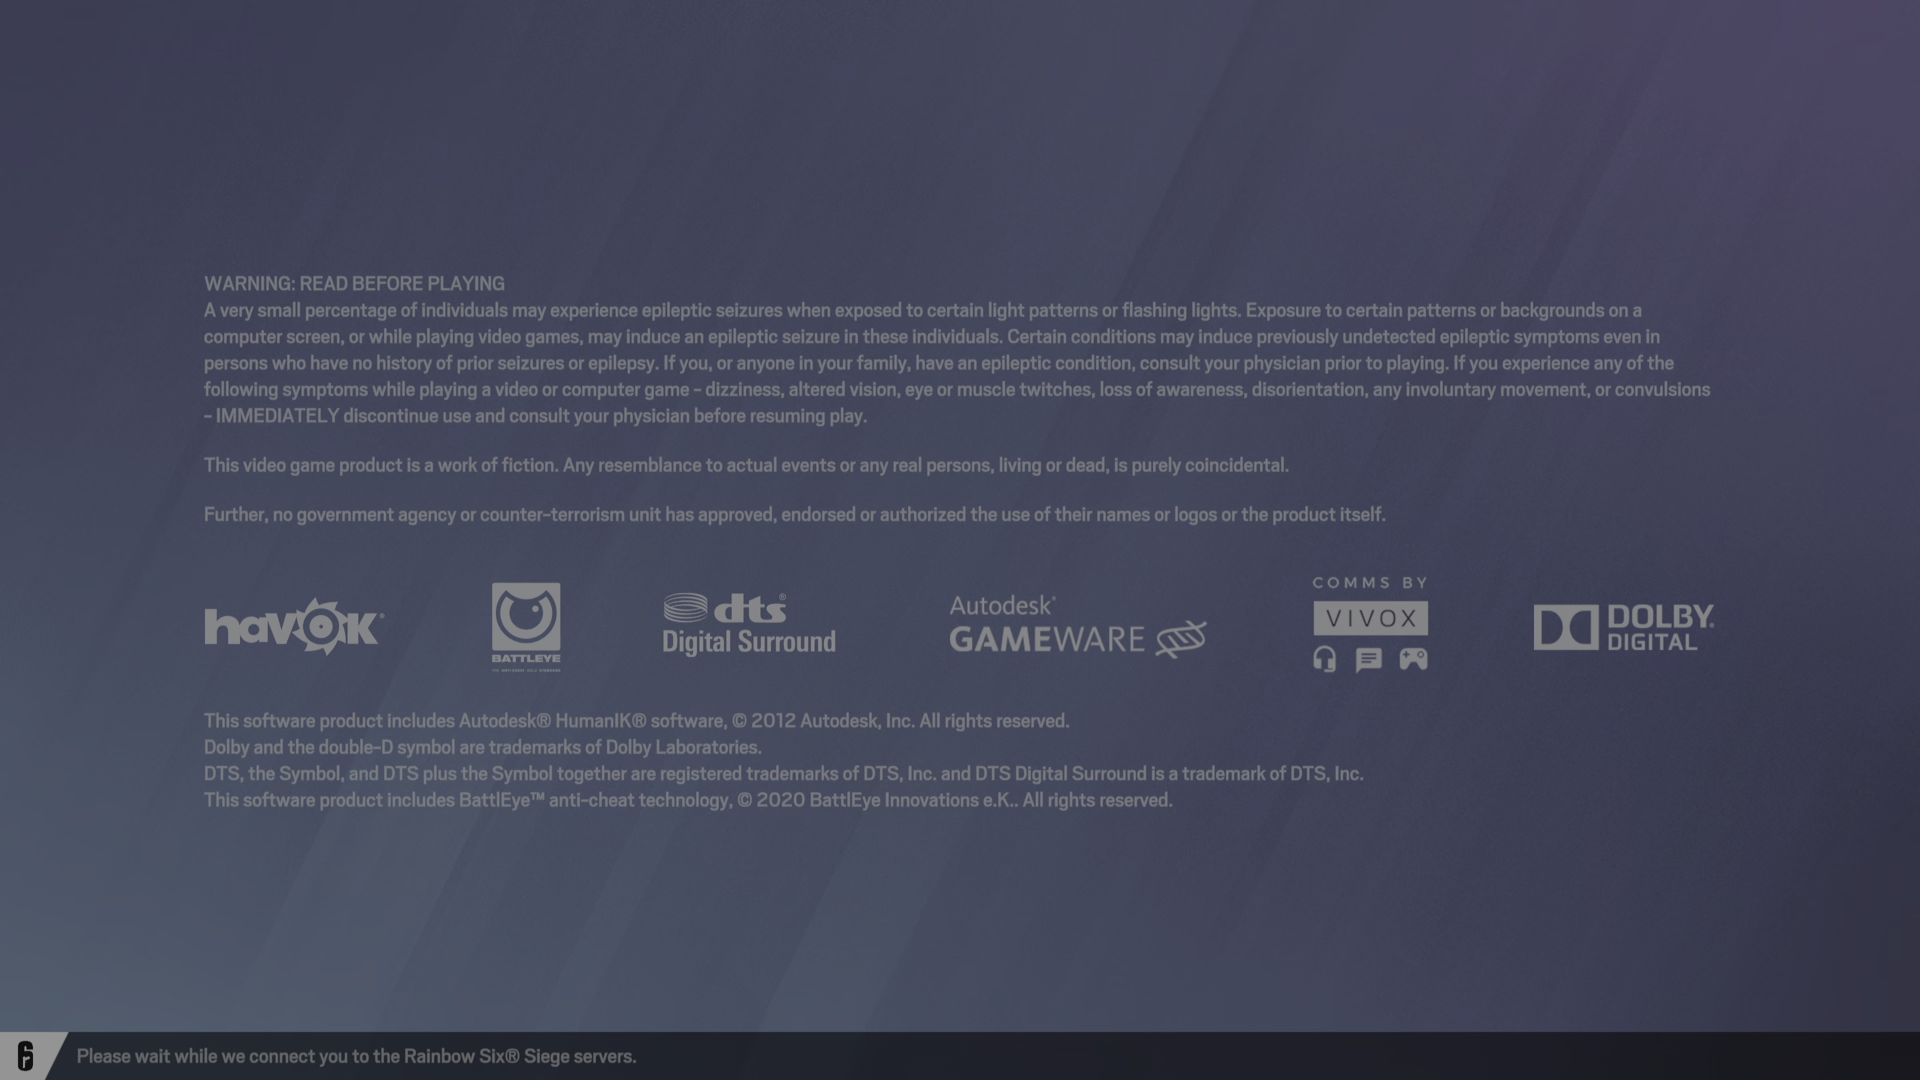 WARNING: READ BEFORE PLAYING
A very small percentage of individuals may experience epileptic seizures when exposed to certain light patterns or flashing lights. Exposure to certain patterns or backgrounds on a
computer screen, or while playing video games, may induce an epileptic seizure in these individuals. Certain conditions may induce previously undetected epileptic symptoms even in
persons who have no history of prior seizures or epilepsy. If you, or anyone in your family, have an epileptic condition, consult your physician prior to playing. If you experience any of the
following symptoms while playing a video or computer game - dizziness, altered vision, eye or muscle twitches, loss of awareness, disorientation, any involuntary movement, or convulsions
- IMMEDIATELY discontinue use and consult your physician before resuming play.
This video game product is a work of fiction. Any resemblance to actual events or any real persons, living or dead, is purely coincidental.
Further, no government agency or counter-terrorism unit has approved, endorsed or authorized the use of their names or logos or the product itself.
havok®
BATTLEYE
dts®
Digital Surround
Autodesk®
GAMEWARE
COMMS BY
VIVOX
DOLBY®
DIGITAL
This software product includes Autodesk® HumanIK® software, © 2012 Autodesk, Inc. All rights reserved.
Dolby and the double-D symbol are trademarks of Dolby Laboratories.
DTS, the Symbol, and DTS plus the Symbol together are registered trademarks of DTS, Inc. and DTS Digital Surround is a trademark of DTS, Inc.
This software product includes BattlEye™ anti-cheat technology, © 2020 BattlEye Innovations e.K.. All rights reserved.
Please wait while we connect you to the Rainbow Six® Siege servers.